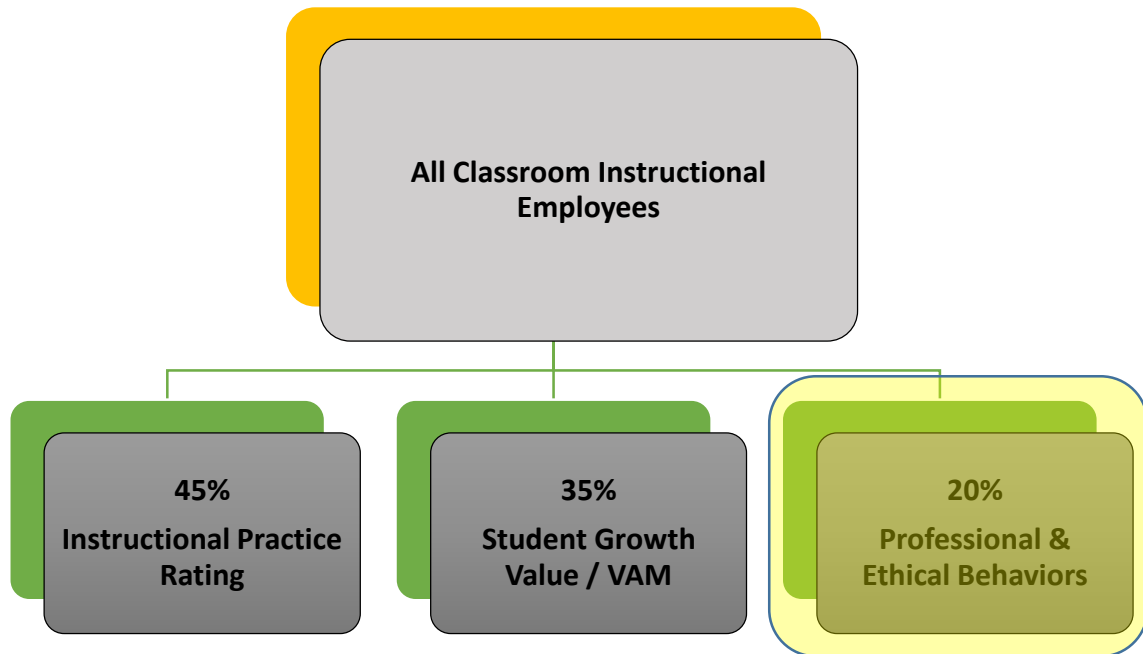 All Classroom Instructional
Employees
45%
Instructional Practice
Rating
35%
Student Growth
Value / VAM
20%
Professional &
Ethical Behaviors